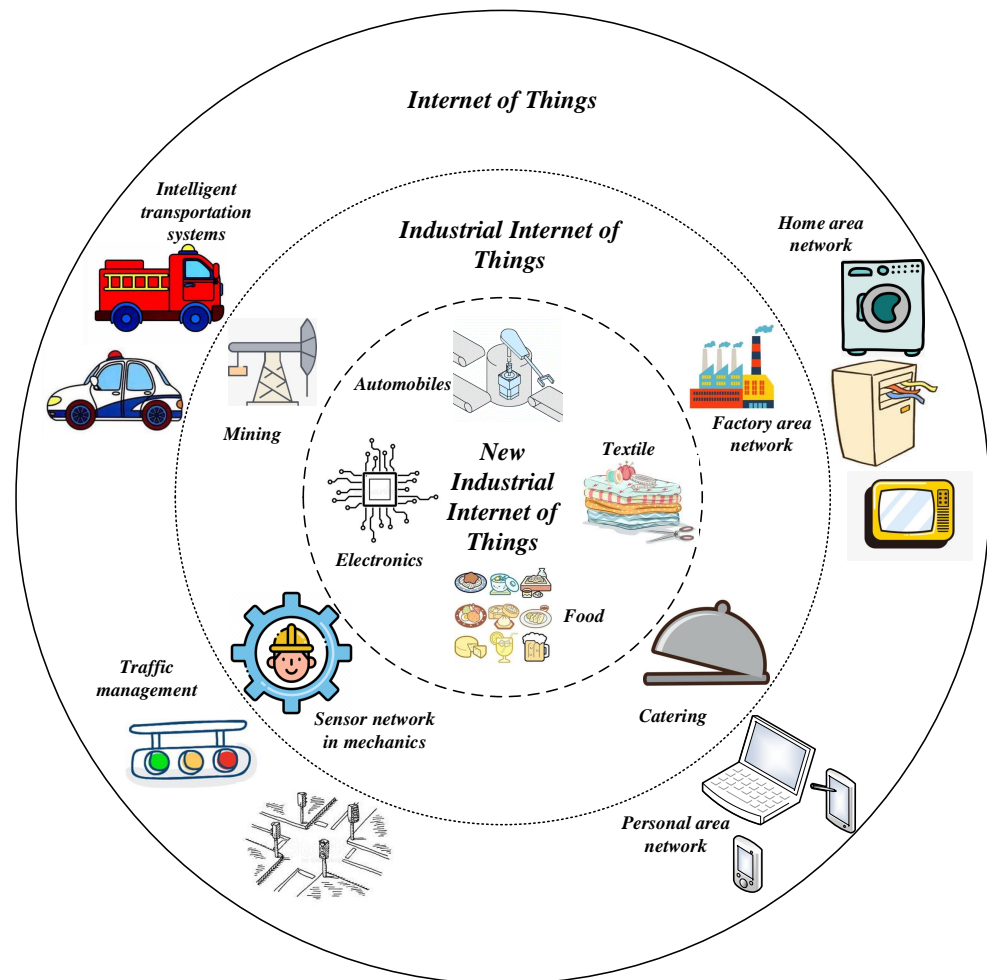 Internet of Things
Intelligent
transportation
systems
Home area
network
Industrial Internet of
Things
Automobiles
Mining
Factory area
network
New
Industrial
Internet of
Things
Textile
Electronics
Food
Traffic
management
Sensor network
in mechanics
Catering
Personal area
network